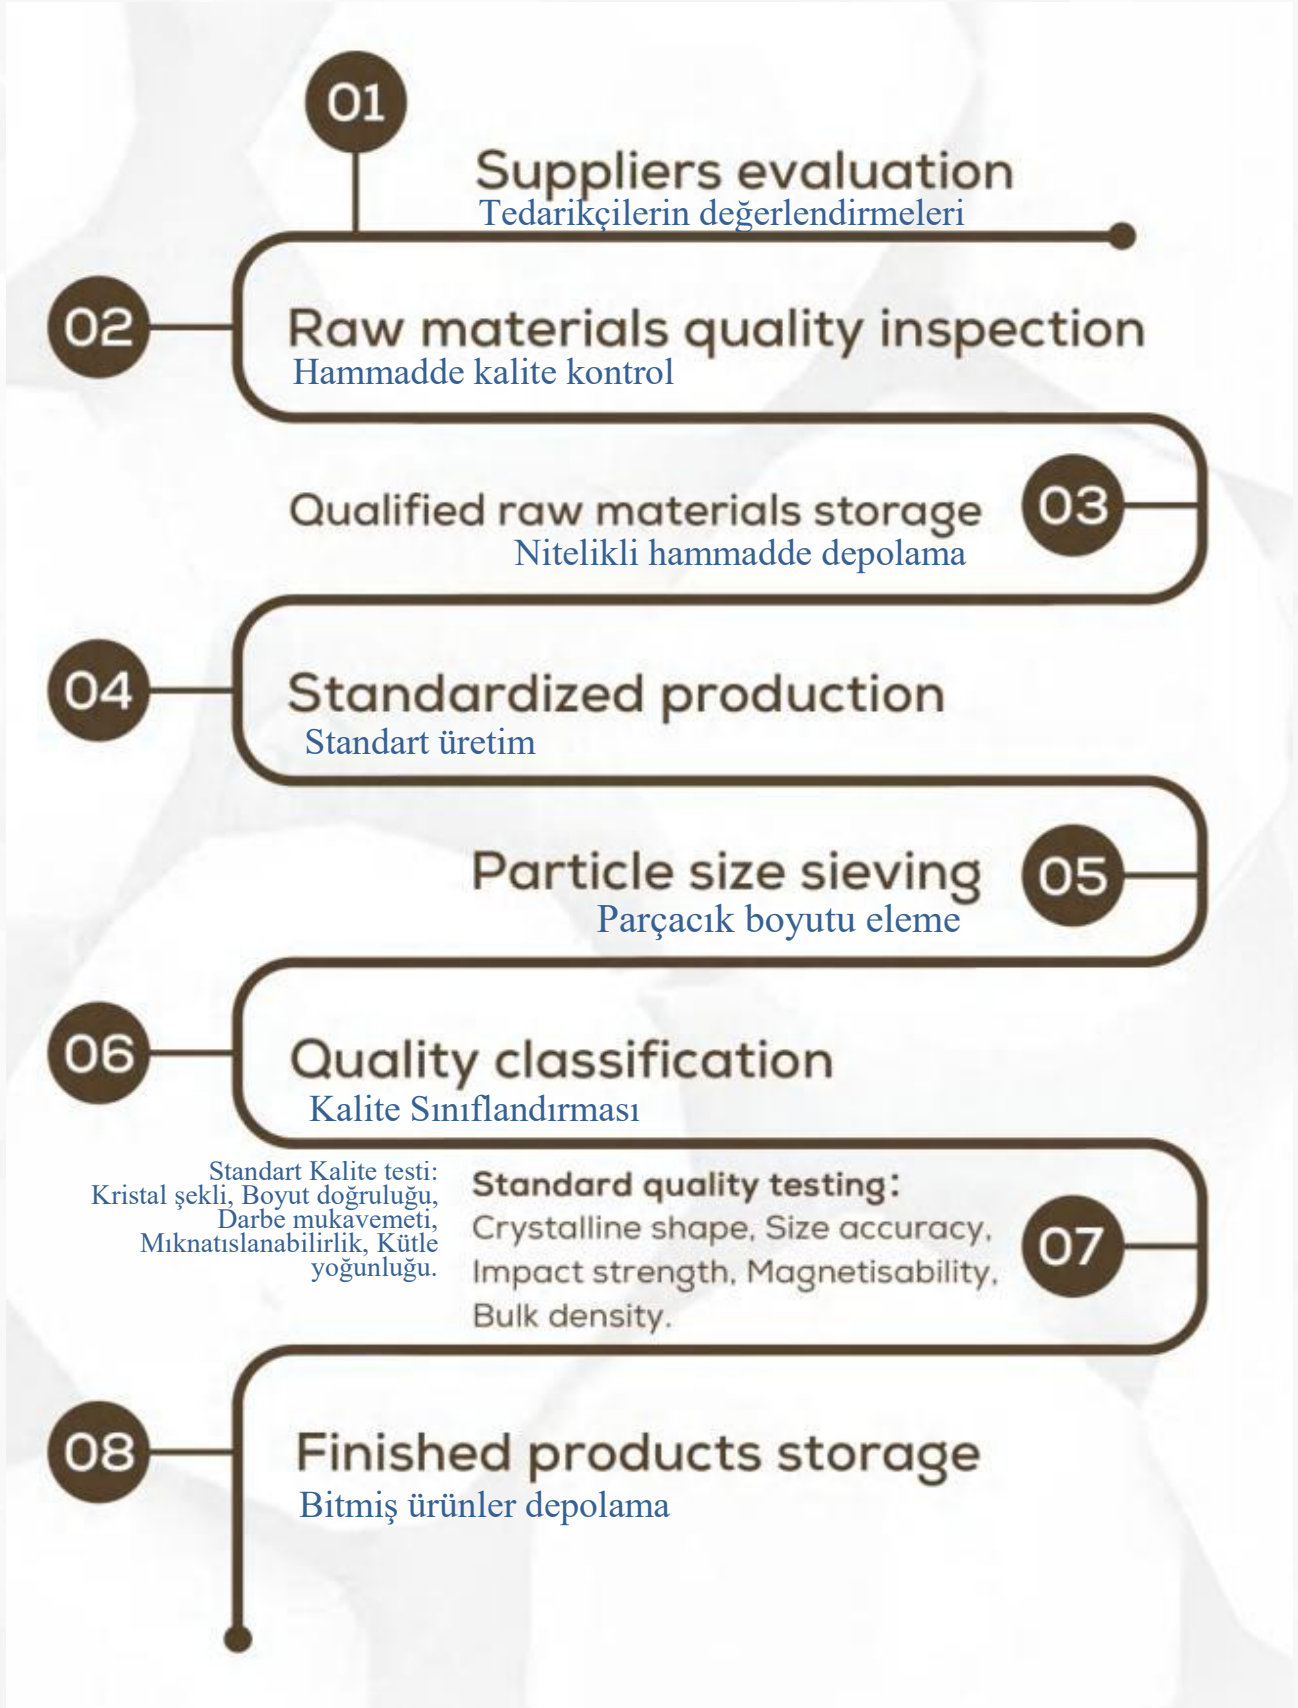 01
Suppliers evaluation
Tedarikçilerin değerlendirmeleri
02
Raw materials quality inspection
Hammadde kalite kontrol
Qualified raw materials storage
03
Nitelikli hammadde depolama
04
Standardized production
Standart üretim
Particle size sieving
05
Parçacık boyutu eleme
06
Quality classification
Kalite Sınıflandırması
Standart Kalite testi:
Kristal şekli, Boyut doğruluğu,
Darbe mukavemeti,
Mıknatıslanabilirlik, Kütle
yoğunluğu.
Standard quality testing:
Crystalline shape, Size accuracy,
Impact strength, Magnetisability,
Bulk density.
07
08
Finished products storage
Bitmiş ürünler depolama